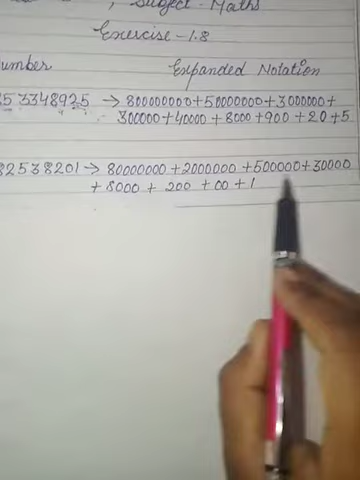 , Subject - Maths
Exercise - 1.8
umber Expanded Notation
853348925 → 800000000+50000000+3000000+
300000+40000+8000+900+20+5
82538201 → 80000000+2000000+500000+30000
+8000+200+00+1